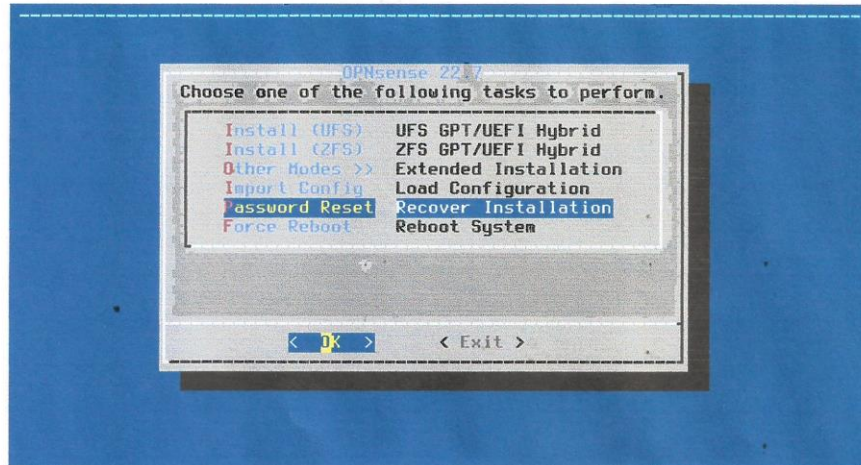 OPNsense 22.7
Choose one of the following tasks to perform.
Install (UFS) UFS GPT/UEFI Hybrid
Install (ZFS) ZFS GPT/UEFI Hybrid
Other Modes >> Extended Installation
Import Config Load Configuration
Password Reset Recover Installation
Force Reboot Reboot System
< OK > < Exit >